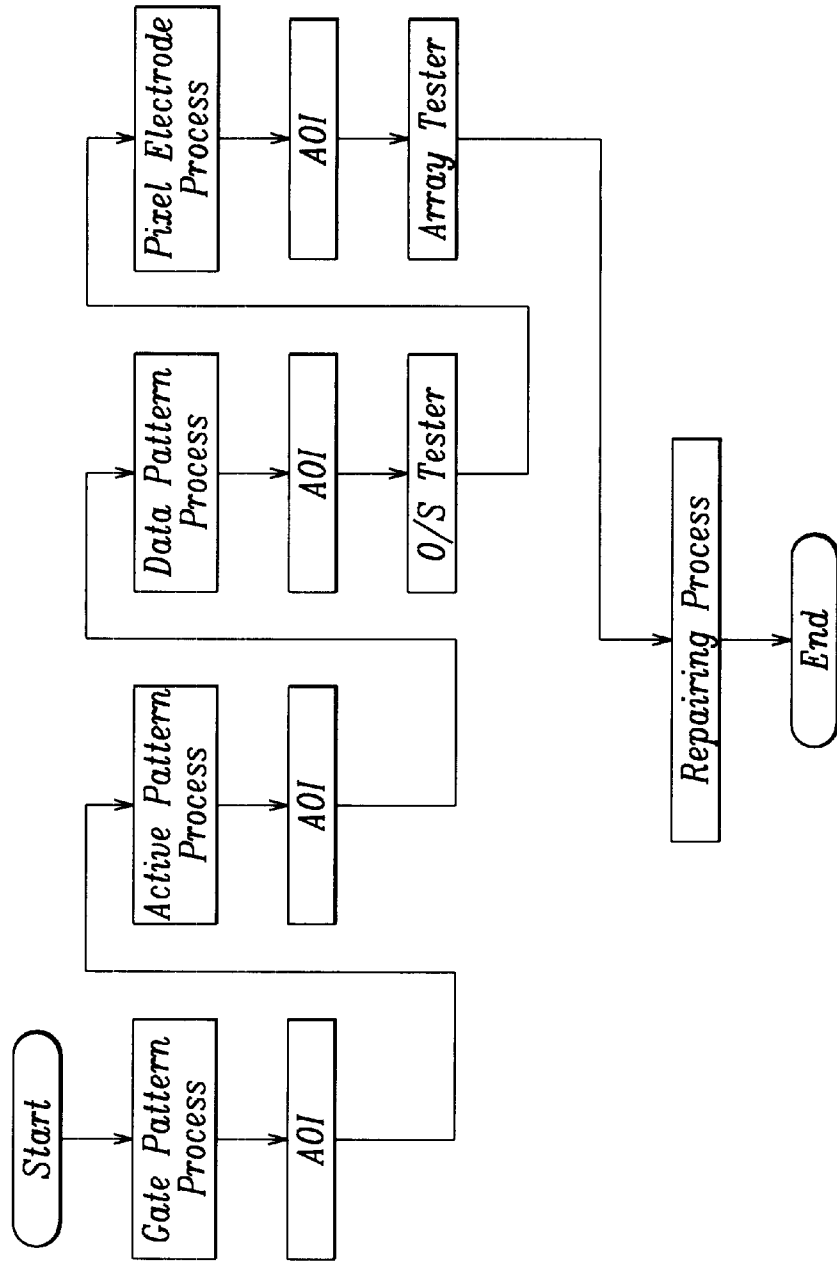 Start
Gate Pattern
Process
AOI
Active Pattern
Process
AOI
Data Pattern
Process
AOI
O/S Tester
Pixel Electrode
Process
AOI
Array Tester
Repairing Process
End